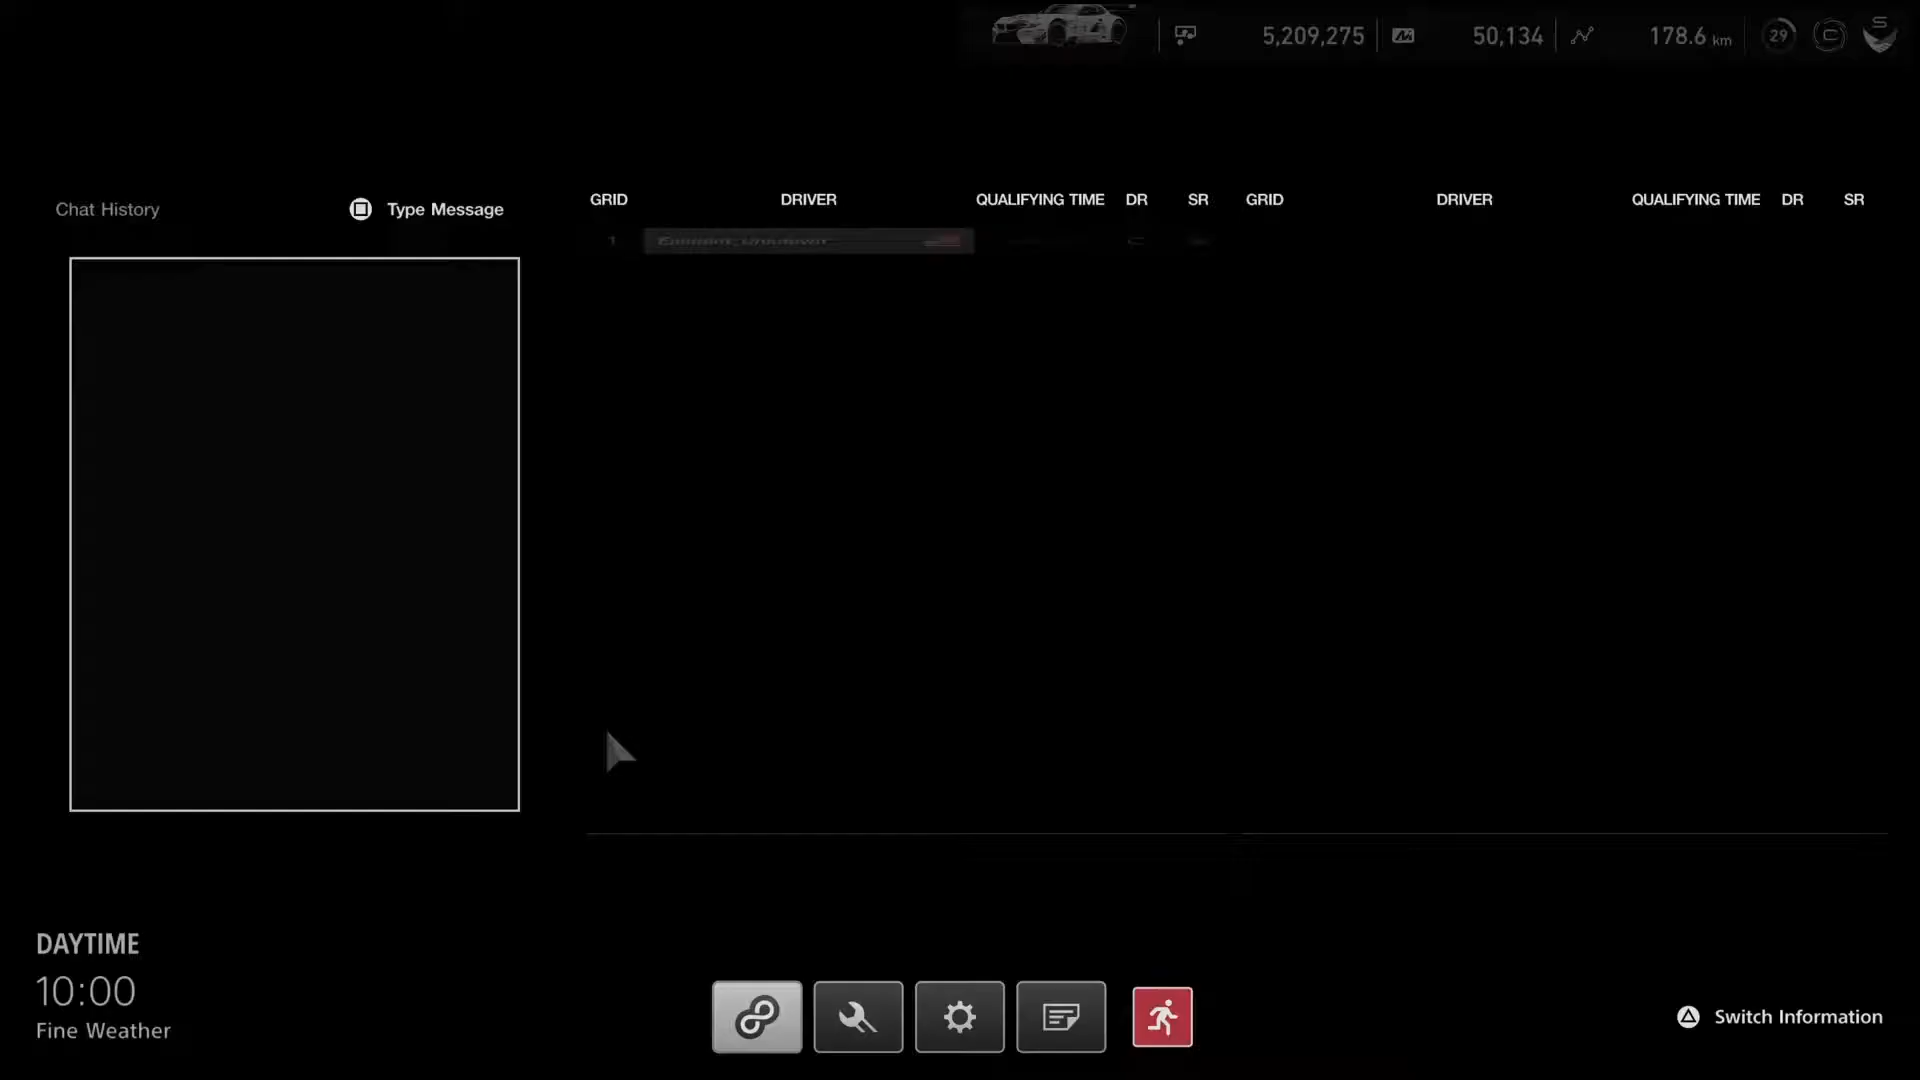 5,209,275 50,134 178.6 km 29 C S
Chat History Type Message
GRID DRIVER QUALIFYING TIME DR SR GRID DRIVER QUALIFYING TIME DR SR
1
DAYTIME
10:00
Fine Weather
Switch Information